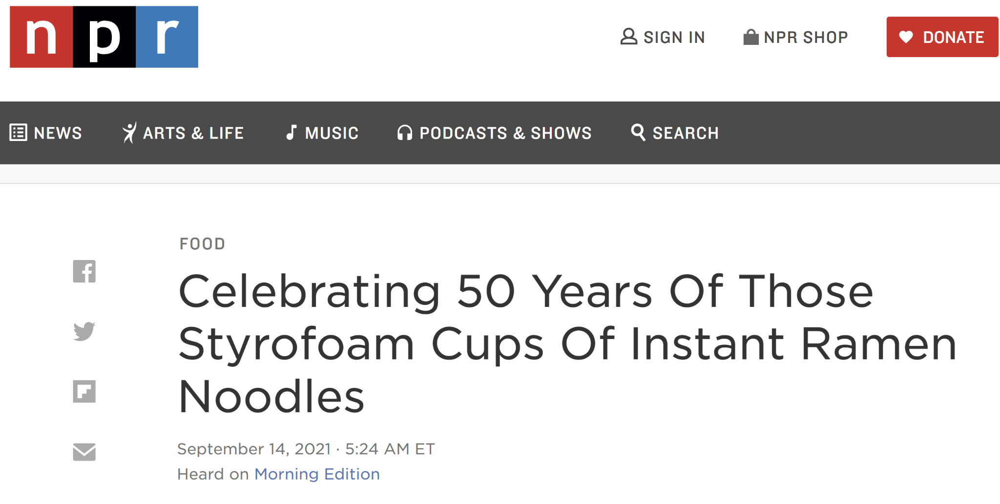 npr
SIGN IN
NPR SHOP
DONATE
NEWS
ARTS & LIFE
MUSIC
PODCASTS & SHOWS
SEARCH
FOOD
Celebrating 50 Years Of Those
Styrofoam Cups Of Instant Ramen
Noodles
September 14, 2021 · 5:24 AM ET
Heard on Morning Edition